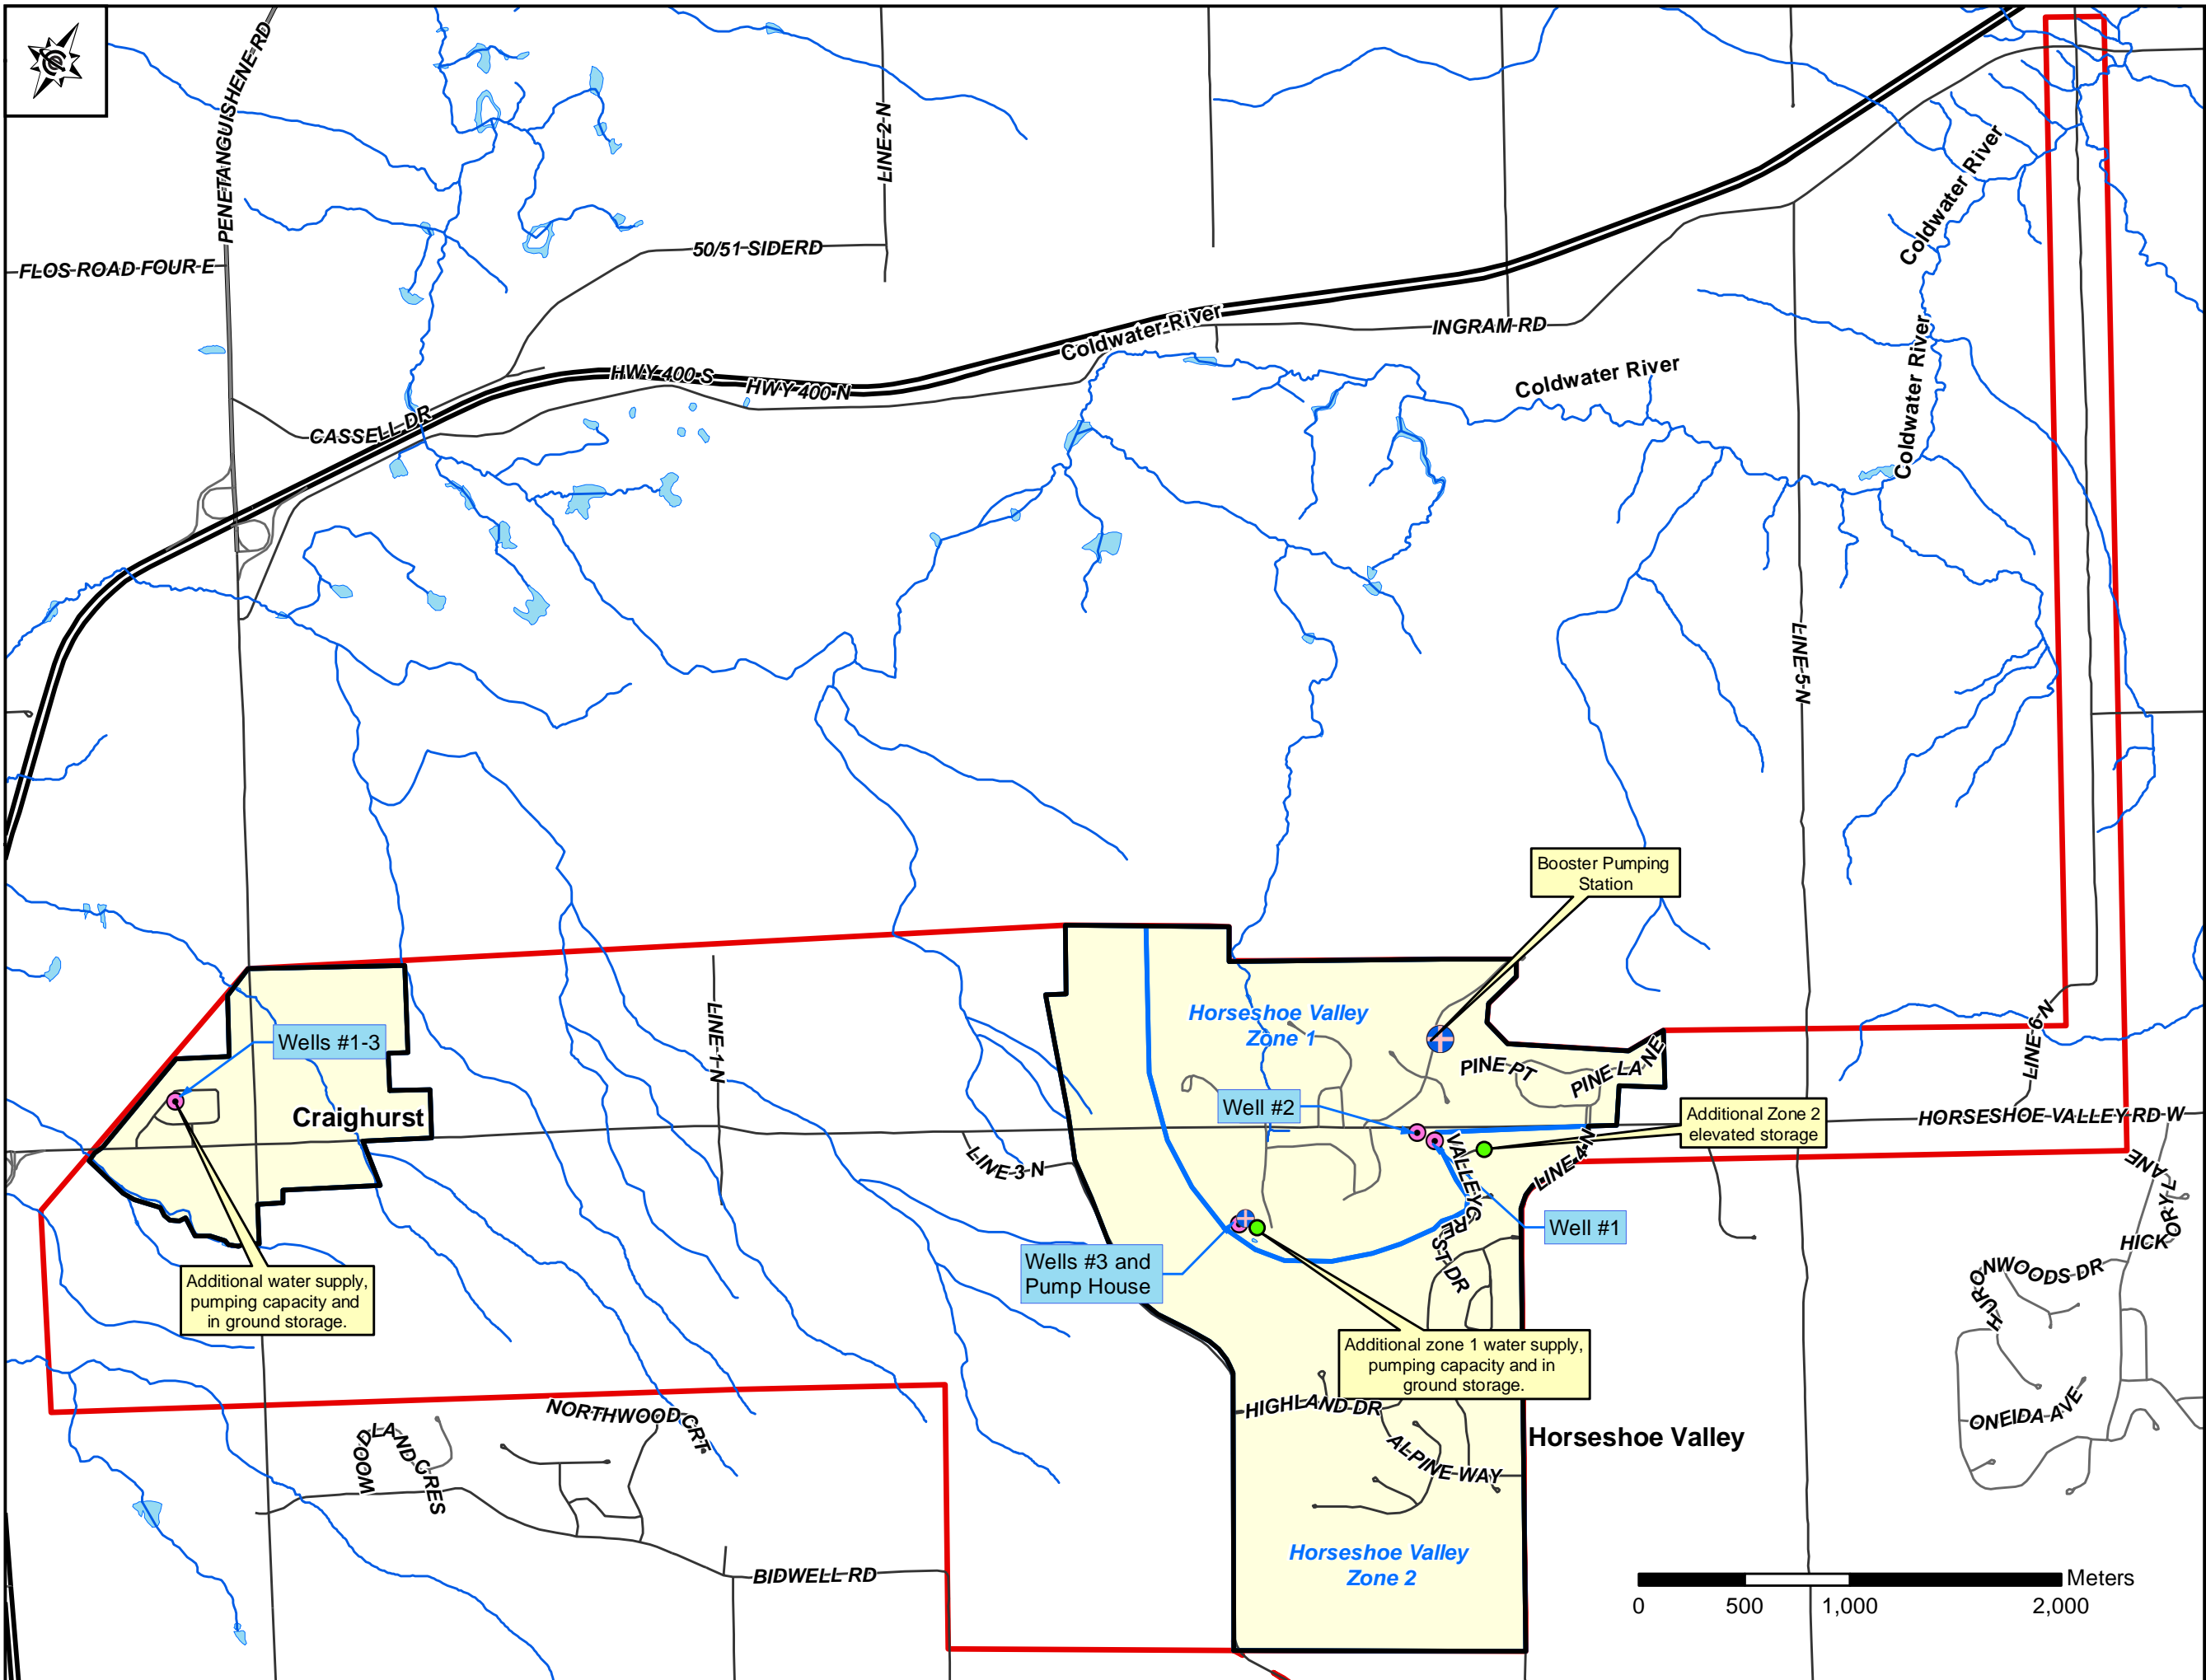 PENETANGUISHENE-RD
LINE-2-N
FLOS-ROAD-FOUR-E
50/51-SIDERD
Coldwater River
Coldwater-River
INGRAM-RD
HWY-400-S
HWY-400-N
Coldwater River
Coldwater River
CASSELL-DR
LINE-5-N
Booster Pumping
Station
Horseshoe Valley
Zone 1
LINE-1-N
Wells #1-3
Craighurst
PINE-PT
PINE-LANE
LINE-6-N
Well #2
Additional Zone 2
elevated storage
HORSESHOE-VALLEY-RD-W
LINE-3-N
VALLEYCREST-DR
LINE-4-N
Well #1
HICKORY-LANE
Wells #3 and
Pump House
Additional water supply,
pumping capacity and
in ground storage.
HURONWOODS-DR
Additional zone 1 water supply,
pumping capacity and in
ground storage.
HIGHLAND-DR
ONEIDA-AVE
NORTHWOOD-CRT
WOODLAND-CRES
ALPINE-WAY
Horseshoe Valley
Horseshoe Valley
Zone 2
BIDWELL-RD
Meters
0 500 1,000 2,000